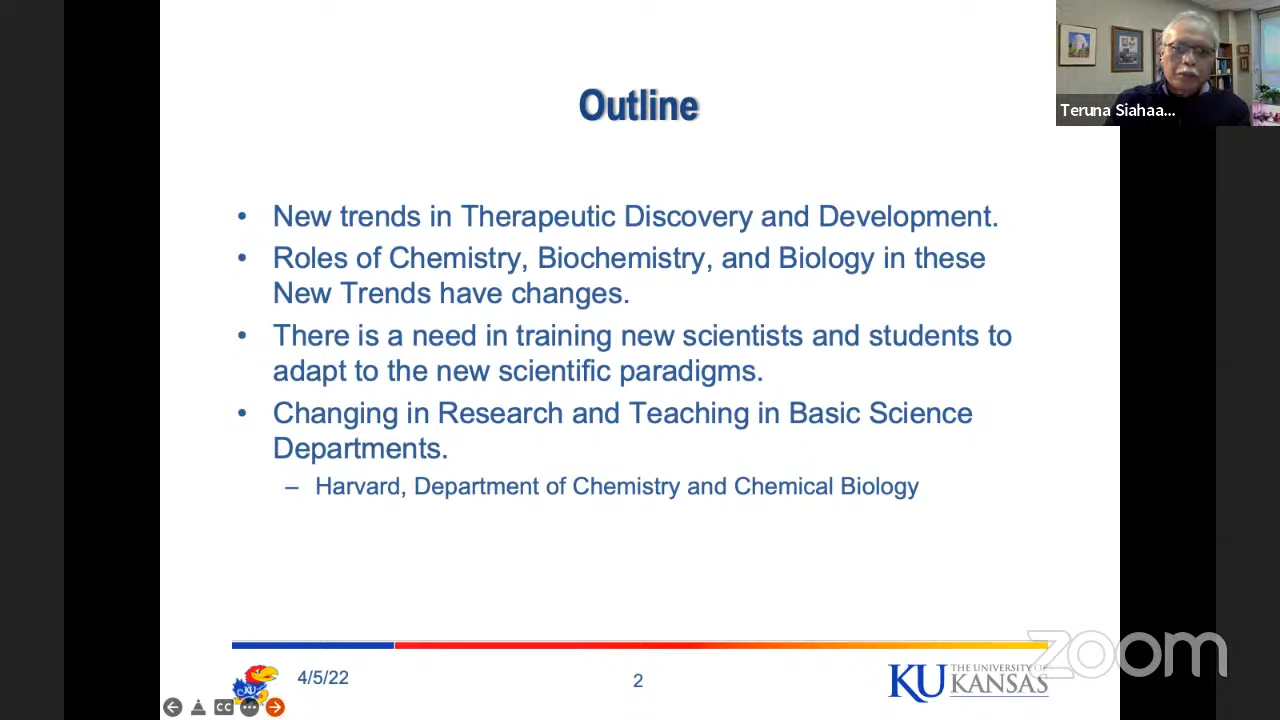 Outline
Teruna Siahaa...
• New trends in Therapeutic Discovery and Development.
• Roles of Chemistry, Biochemistry, and Biology in these
New Trends have changes.
• There is a need in training new scientists and students to
adapt to the new scientific paradigms.
• Changing in Research and Teaching in Basic Science
Departments.
– Harvard, Department of Chemistry and Chemical Biology
zoom
KU
4/5/22
2
KU THE UNIVERSITY OF
KANSAS
CC